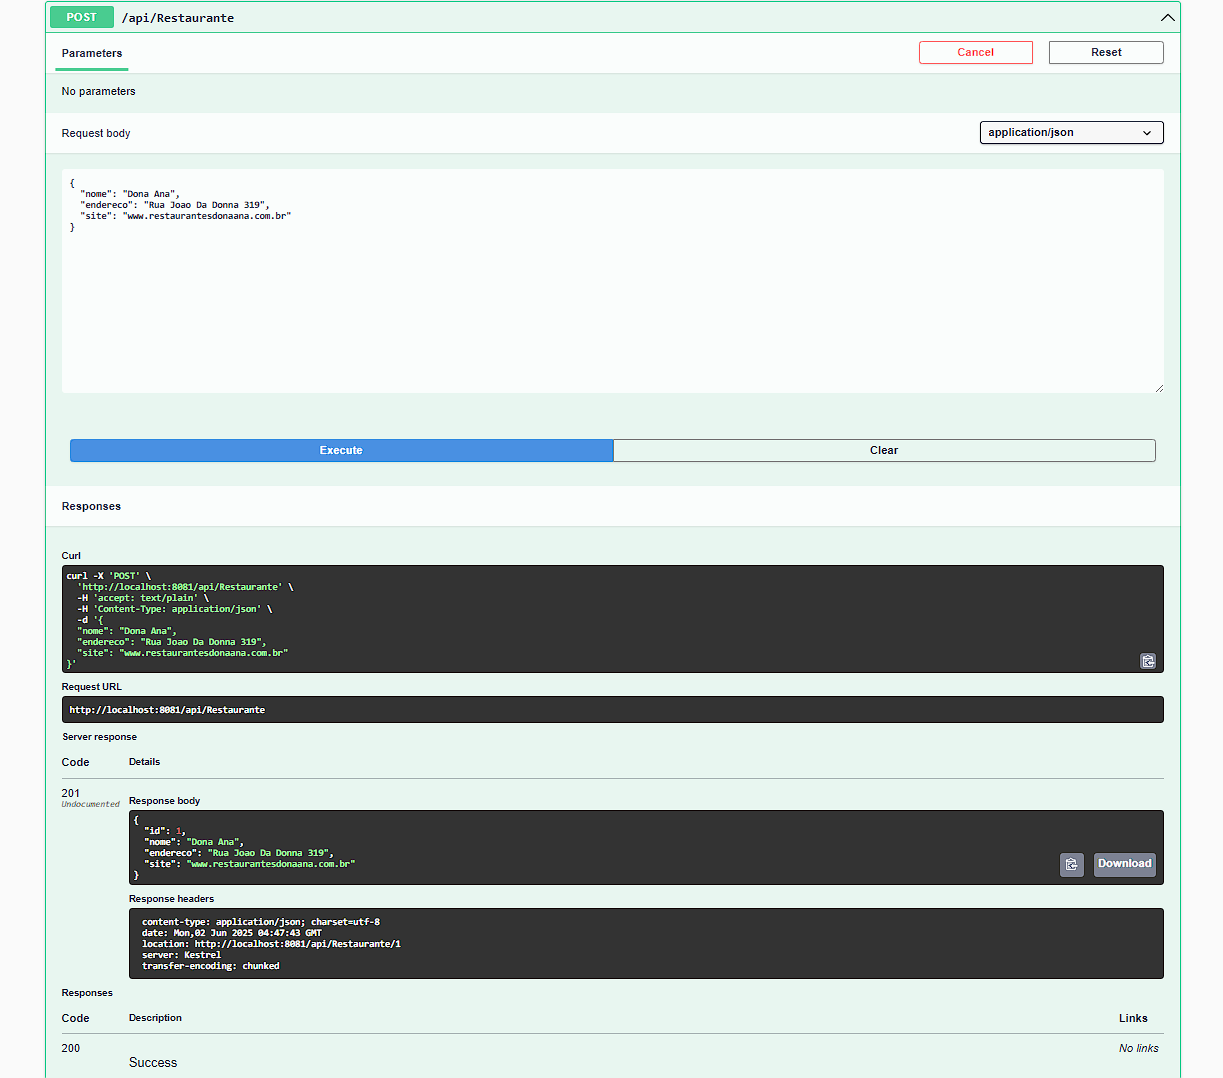 POST /api/Restaurante
Parameters
Cancel
Reset
No parameters
Request body
application/json
{
  "nome": "Dona Ana",
  "endereco": "Rua Joao Da Donna 319",
  "site": "www.restaurantesdonaana.com.br"
}
Execute
Clear
Responses
Curl
curl -X 'POST' \
  'http://localhost:8081/api/Restaurante' \
  -H 'accept: text/plain' \
  -H 'Content-Type: application/json' \
  -d '{
  "nome": "Dona Ana",
  "endereco": "Rua Joao Da Donna 319",
  "site": "www.restaurantesdonaana.com.br"
}'
Request URL
http://localhost:8081/api/Restaurante
Server response
Code Details
201
Undocumented
Response body
{
  "id": 1,
  "nome": "Dona Ana",
  "endereco": "Rua Joao Da Donna 319",
  "site": "www.restaurantesdonaana.com.br"
}
Download
Response headers
content-type: application/json; charset=utf-8
date: Mon,02 Jun 2025 04:47:43 GMT
location: http://localhost:8081/api/Restaurante/1
server: Kestrel
transfer-encoding: chunked
Responses
Code Description Links
200 No links
Success